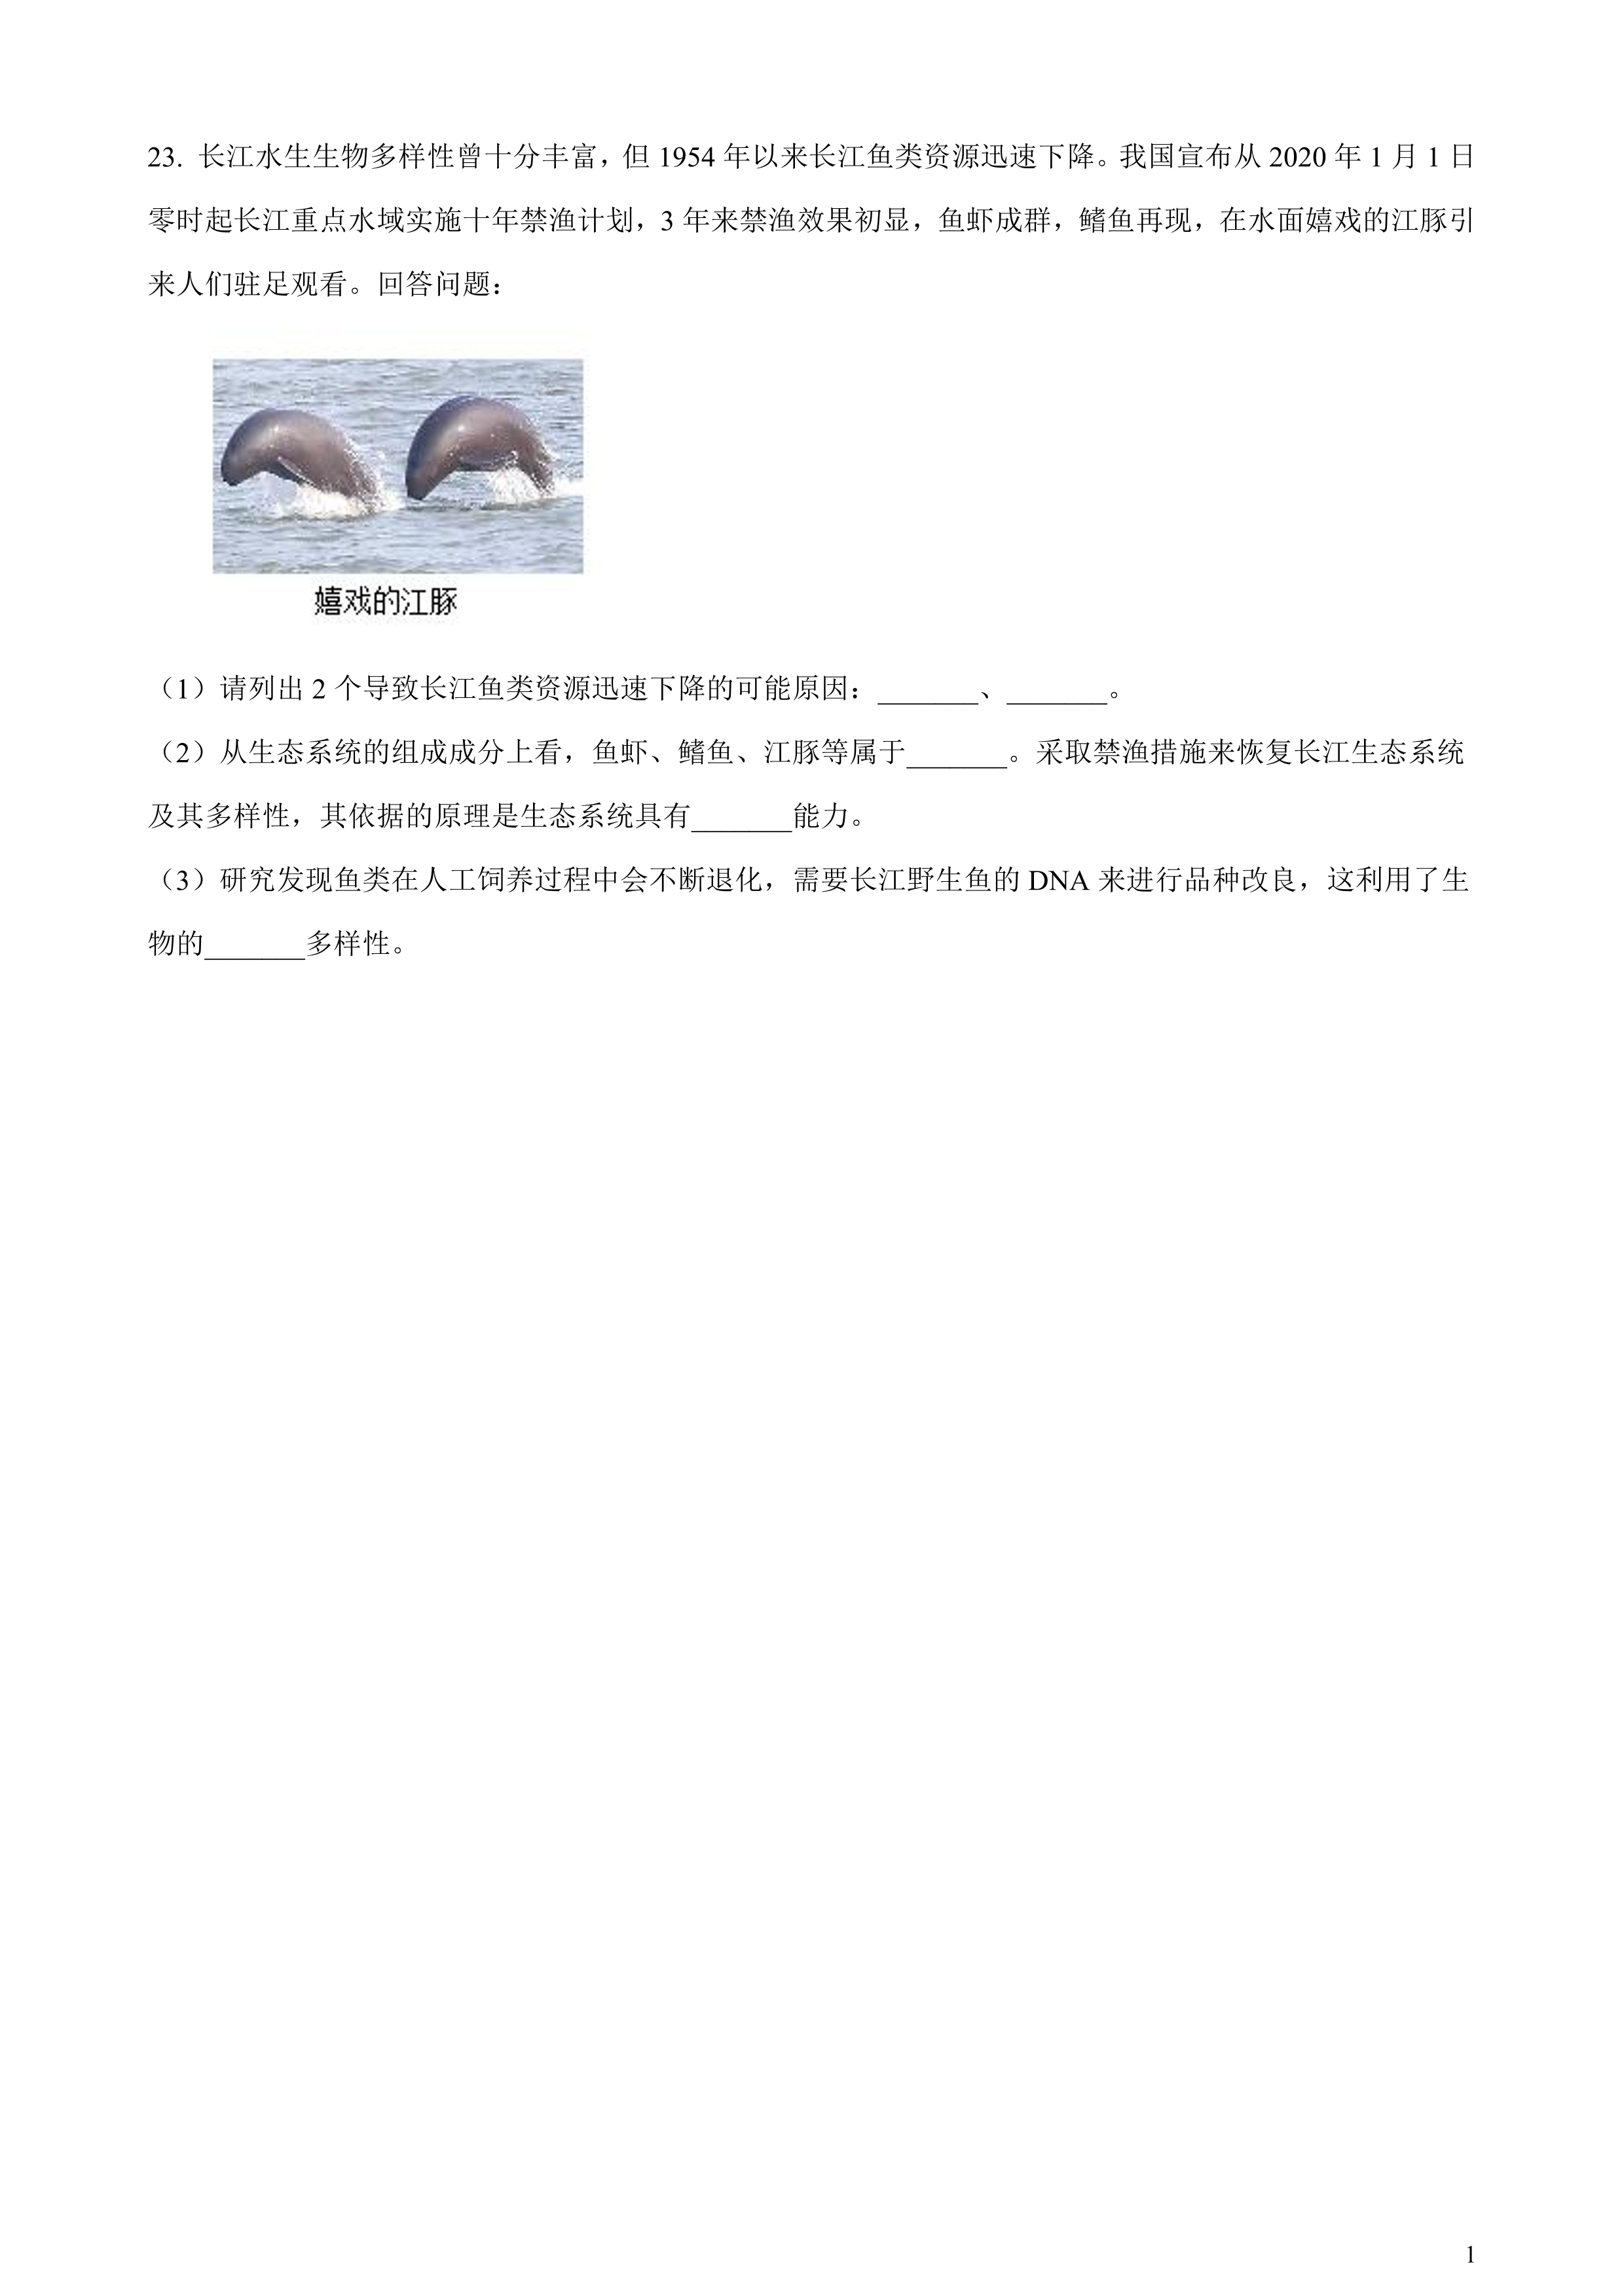 23. 长江水生生物多样性曾十分丰富，但 1954 年以来长江鱼类资源迅速下降。我国宣布从 2020 年 1 月 1 日
零时起长江重点水域实施十年禁渔计划，3 年来禁渔效果初显，鱼虾成群，鳍鱼再现，在水面嬉戏的江豚引
来人们驻足观看。回答问题：
嬉戏的江豚
（1）请列出 2 个导致长江鱼类资源迅速下降的可能原因：_______、_______。
（2）从生态系统的组成成分上看，鱼虾、鳍鱼、江豚等属于_______。采取禁渔措施来恢复长江生态系统
及其多样性，其依据的原理是生态系统具有_______能力。
（3）研究发现鱼类在人工饲养过程中会不断退化，需要长江野生鱼的 DNA 来进行品种改良，这利用了生
物的_______多样性。
1